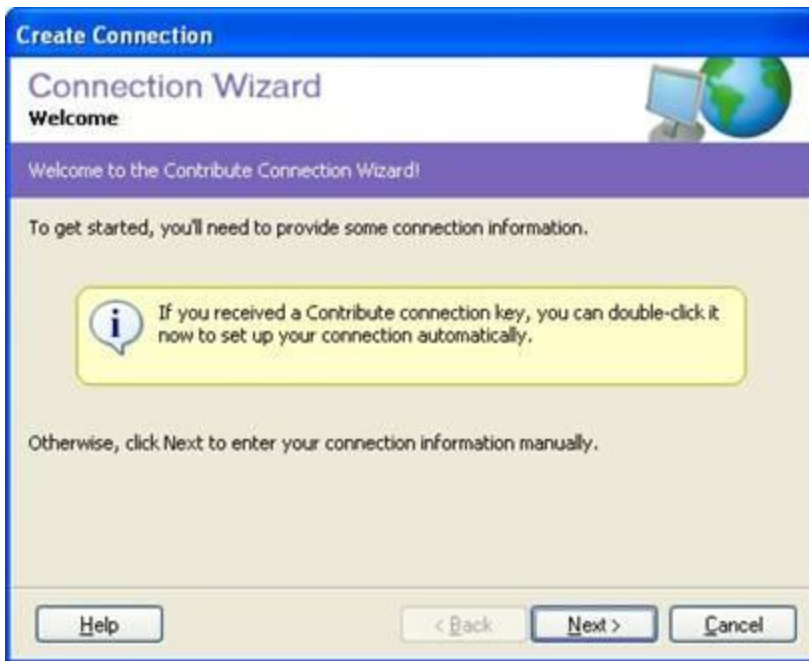 Create Connection
Connection Wizard
Welcome
Welcome to the Contribute Connection Wizard!
To get started, you'll need to provide some connection information.
If you received a Contribute connection key, you can double-click it
now to set up your connection automatically.
Otherwise, click Next to enter your connection information manually.
Help
< Back
Next >
Cancel